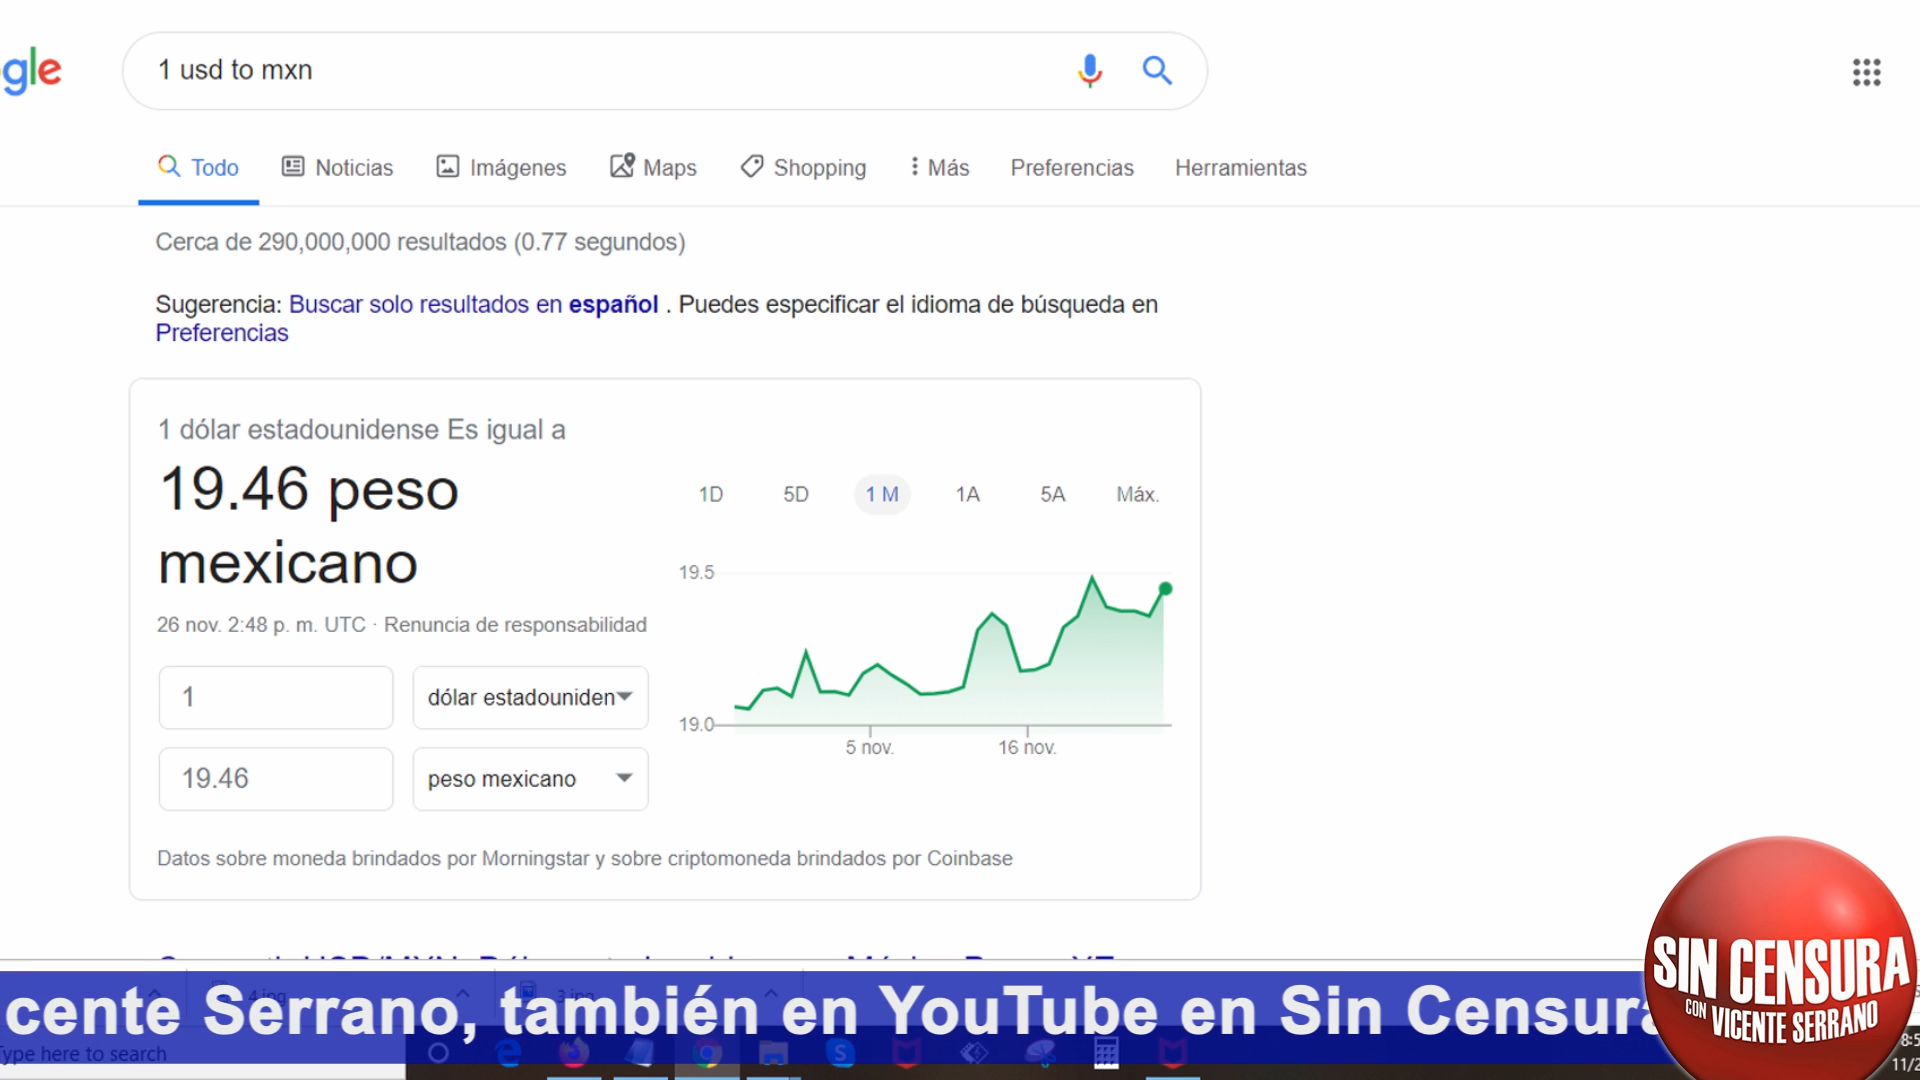 gle
1 usd to mxn
Todo
Noticias
Imágenes
Maps
Shopping
Más
Preferencias
Herramientas
Cerca de 290,000,000 resultados (0.77 segundos)
Sugerencia: Buscar solo resultados en español . Puedes especificar el idioma de búsqueda en
Preferencias
1 dólar estadounidense Es igual a
19.46 peso
mexicano
26 nov. 2:48 p. m. UTC · Renuncia de responsabilidad
1D
5D
1 M
1A
5A
Máx.
19.5
19.0
5 nov.
16 nov.
1
dólar estadouniden
19.46
peso mexicano
Datos sobre moneda brindados por Morningstar y sobre criptomoneda brindados por Coinbase
cente Serrano, también en YouTube en Sin Censura
ype here to search
SIN CENSURA
CON VICENTE SERRANO
8:5
11/2